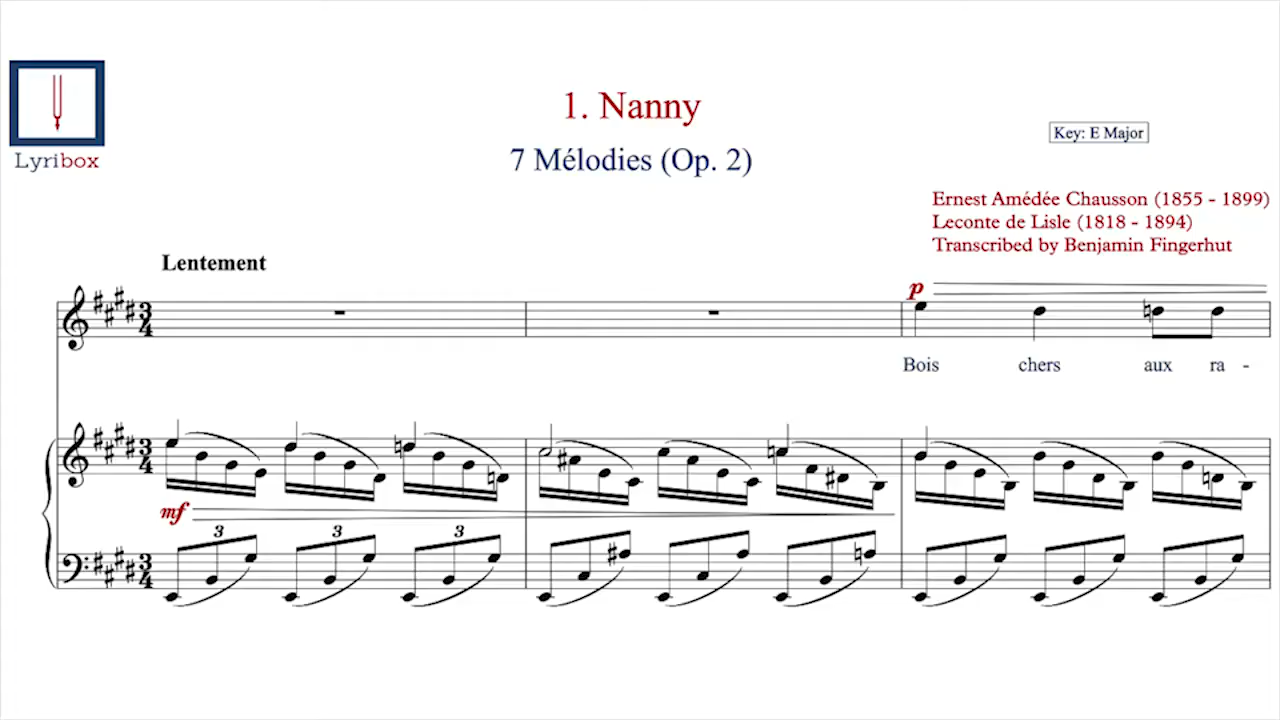 1. Nanny
7 Mélodies (Op. 2)
Key: E Major
Lyribox
Ernest Amédée Chausson (1855 - 1899)
Leconte de Lisle (1818 - 1894)
Transcribed by Benjamin Fingerhut
Lentement
p
Bois chers aux ra -
mf
3 3 3